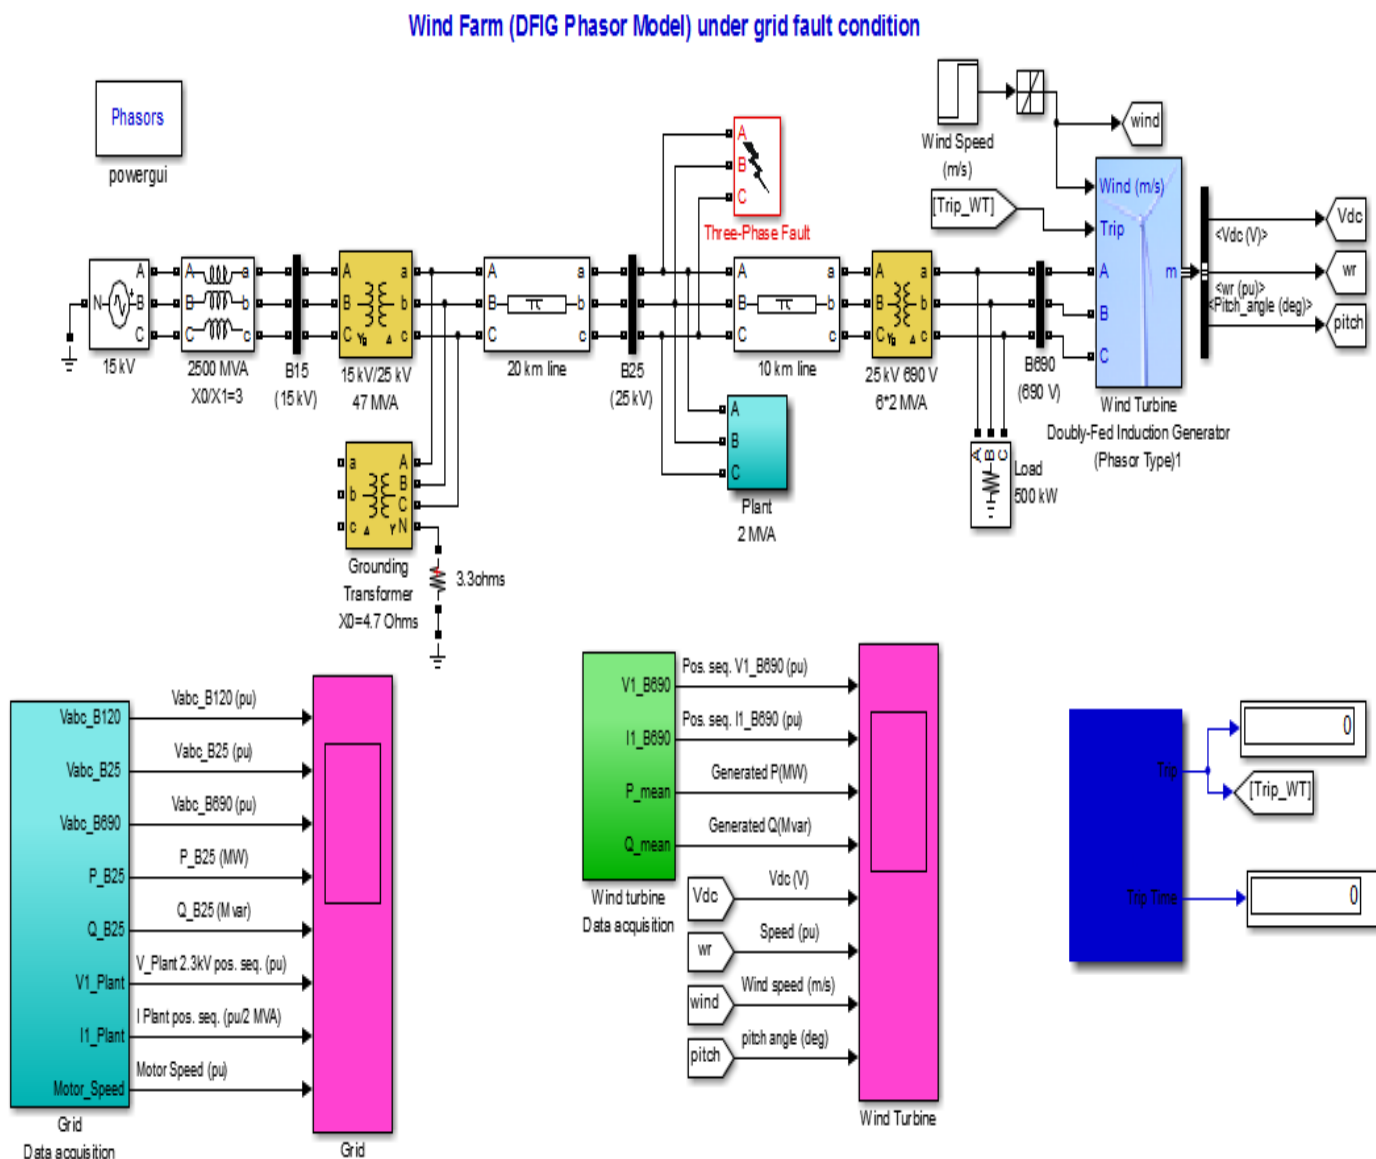 Wind Farm (DFIG Phasor Model) under grid fault condition
Phasors
powergui
Wind Speed
(m/s)
wind
[Trip_WT]
Wind (m/s)
Trip
A
B
C
m
<Vdc (V)>
<wr (pu)>
<Pitch_angle (deg)>
Vdc
wr
pitch
Wind Turbine
Doubly-Fed Induction Generator
(Phasor Type)1
A
B
C
Three-Phase Fault
N
A
B
C
15 kV
A a
B b
C c
2500 MVA
X0/X1=3
B15
(15 kV)
A a
B b
C c
Yg Δ
15 kV/25 kV
47 MVA
a
B b
c
π
20 km line
B25
(25 kV)
A a
B b
C c
π
10 km line
A a
B b
C c
Yg Δ
25 kV 690 V
6*2 MVA
B690
(690 V)
A B C
Load
500 kW
A
B
C
Plant
2 MVA
a A
b B
C
c N
Δ Y
Grounding
Transformer
X0=4.7 Ohms
3.3ohms
Vabc_B120
Vabc_B25
Vabc_B690
P_B25
Q_B25
V1_Plant
I1_Plant
Motor_Speed
Grid
Data acquisition
Vabc_B120 (pu)
Vabc_B25 (pu)
Vabc_B690 (pu)
P_B25 (MW)
Q_B25 (Mvar)
V_Plant 2.3kV pos. seq. (pu)
I Plant pos. seq. (pu/2 MVA)
Motor Speed (pu)
Grid
V1_B690
I1_B690
P_mean
Q_mean
Wind turbine
Data acquisition
Pos. seq. V1_B690 (pu)
Pos. seq. I1_B690 (pu)
Generated P(MW)
Generated Q(Mvar)
Vdc
Vdc (V)
wr
Speed (pu)
wind
Wind speed (m/s)
pitch
pitch angle (deg)
Wind Turbine
Trip
Trip Time
0
[Trip_WT]
0